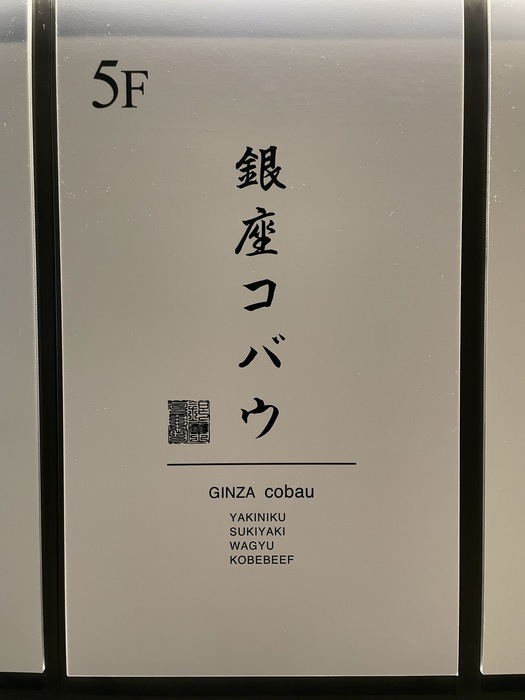 5F
銀座コバウ
GINZA cobau
YAKINIKU
SUKIYAKI
WAGYU
KOBEBEEF